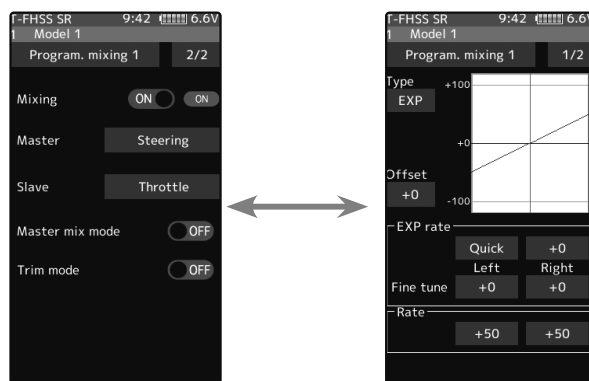 T-FHSS SR 9:42 6.6V
1 Model 1
Program. mixing 1 2/2
Mixing ON ON
Master Steering
Slave Throttle
Master mix mode OFF
Trim mode OFF
T-FHSS SR 9:42 6.6V
1 Model 1
Program. mixing 1 1/2
Type +100
EXP
+0
Offset
+0 -100
EXP rate
Quick +0
Left Right
Fine tune +0 +0
Rate
+50 +50